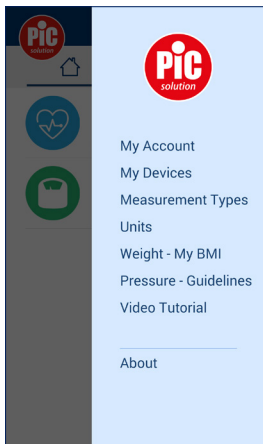 PiC
solution
PiC
solution
My Account
My Devices
Measurement Types
Units
Weight - My BMI
Pressure - Guidelines
Video Tutorial
About